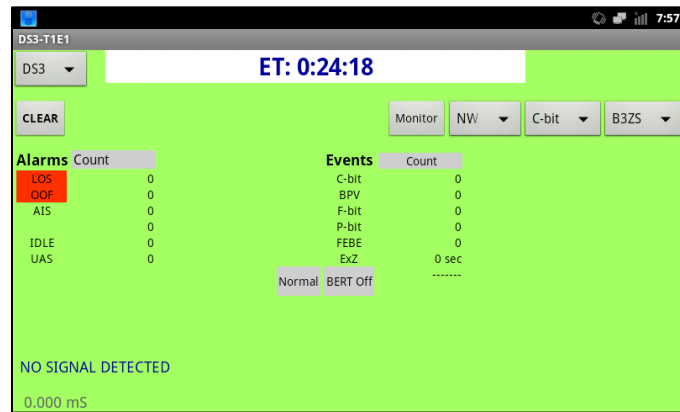 7:57
DS3-T1E1
DS3
ET: 0:24:18
CLEAR
Monitor
NW
C-bit
B3ZS
Alarms Count
Events Count
LOS 0
C-bit 0
OOF 0
BPV 0
AIS 0
F-bit 0
0
P-bit 0
IDLE 0
FEBE 0
UAS 0
ExZ 0 sec
Normal BERT Off -------
NO SIGNAL DETECTED
0.000 mS